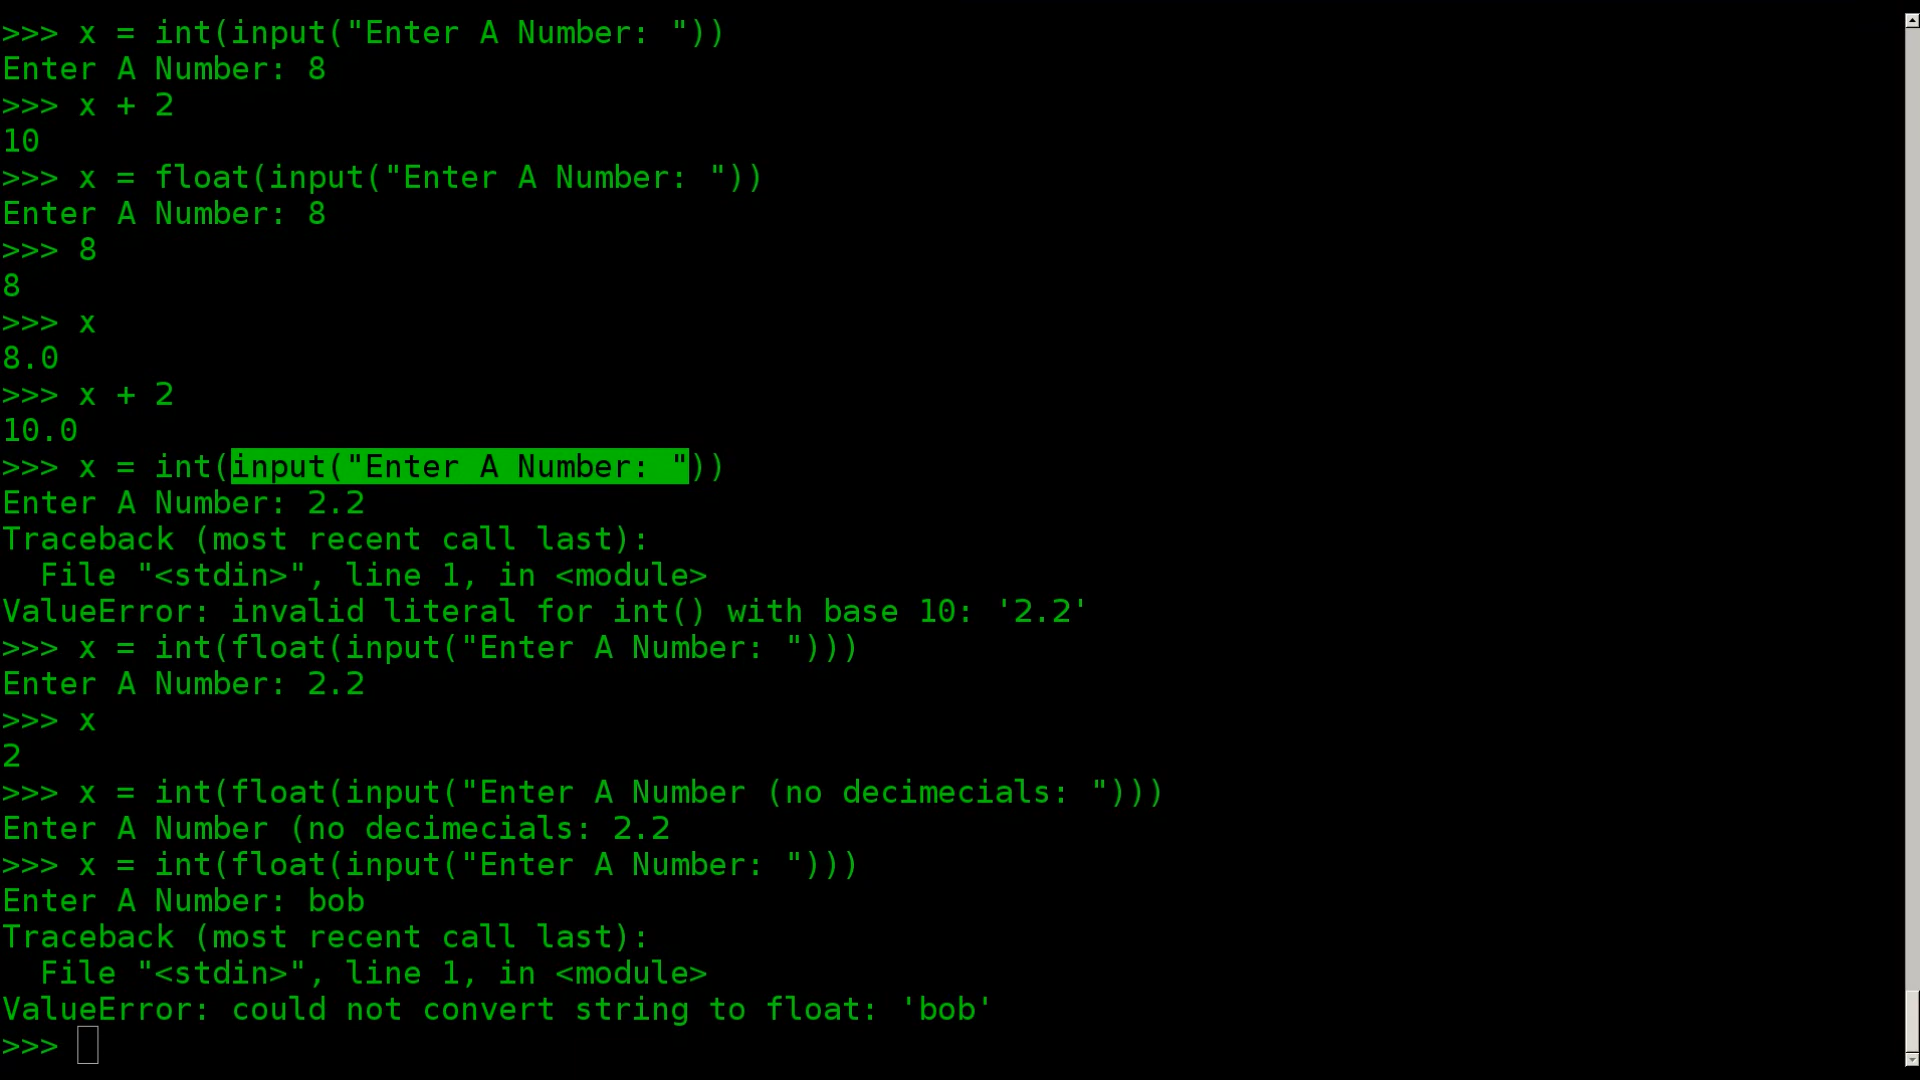 >>> x = int(input("Enter A Number: "))
Enter A Number: 8
>>> x + 2
10
>>> x = float(input("Enter A Number: "))
Enter A Number: 8
>>> 8
8
>>> x
8.0
>>> x + 2
10.0
>>> x = int(input("Enter A Number: "))
Enter A Number: 2.2
Traceback (most recent call last):
  File "<stdin>", line 1, in <module>
ValueError: invalid literal for int() with base 10: '2.2'
>>> x = int(float(input("Enter A Number: ")))
Enter A Number: 2.2
>>> x
2
>>> x = int(float(input("Enter A Number (no decimecials: ")))
Enter A Number (no decimecials: 2.2
>>> x = int(float(input("Enter A Number: ")))
Enter A Number: bob
Traceback (most recent call last):
  File "<stdin>", line 1, in <module>
ValueError: could not convert string to float: 'bob'
>>>